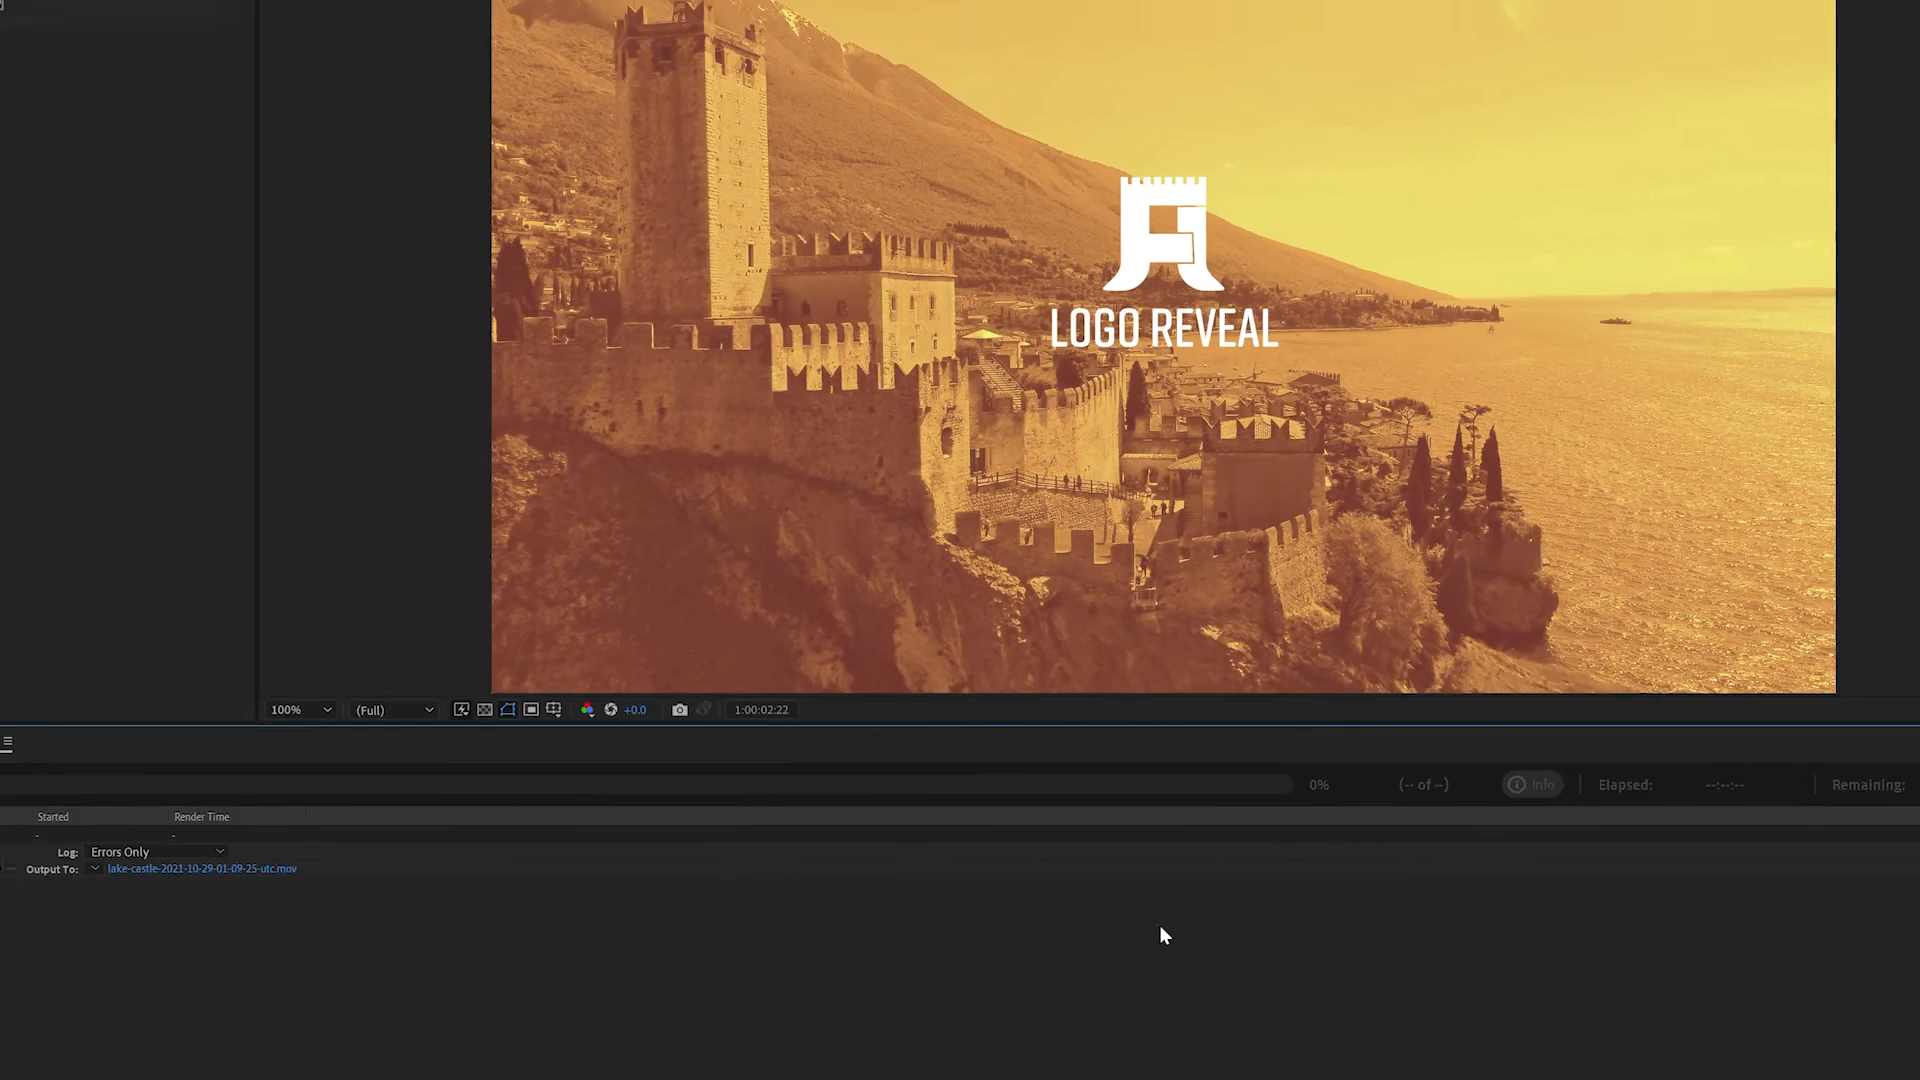 LOGO REVEAL
100%
(Full)
+0.0
1:00:02:22
0%
(-- of --)
Info
Elapsed:
--:--:--
Remaining:
Started
Render Time
-
-
Log:
Errors Only
Output To:
lake-castle-2021-10-29-01-09-25-utc.mov